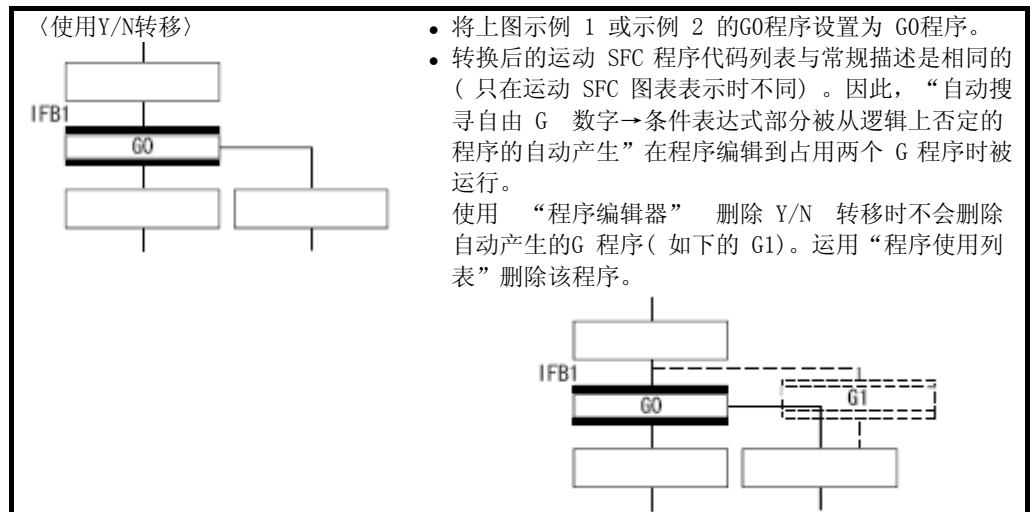 〈使用Y/N转移〉
IFB1
G0
• 将上图示例 1 或示例 2 的G0程序设置为 G0程序。
• 转换后的运动 SFC 程序代码列表与常规描述是相同的
( 只在运动 SFC 图表表示时不同) 。因此, “自动搜
寻自由 G 数字→条件表达式部分被从逻辑上否定的
程序的自动产生”在程序编辑到占用两个 G 程序时被
运行。
使用 “程序编辑器” 删除 Y/N 转移时不会删除
自动产生的G 程序( 如下的 G1)。运用“程序使用列
表”删除该程序。
IFB1
G0
G1